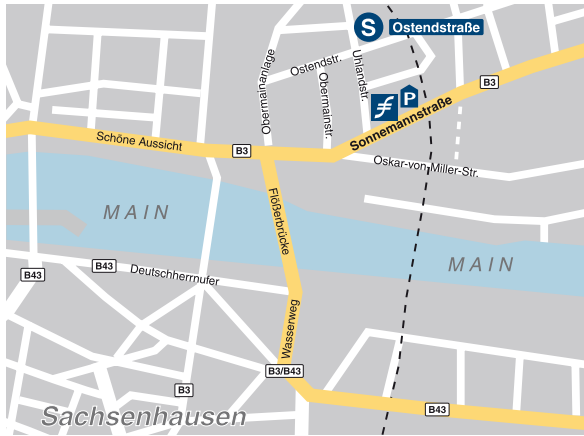 S
Ostendstraße
Ostendstr.
Uhlandstr.
Obermainanlage
Obermainstr.
B3
P
Sonnemannstraße
Schöne Aussicht
B3
Oskar-von-Miller-Str.
MAIN
Flößerbrücke
MAIN
B43
B43
Deutschherrnufer
Wasserweg
B3/B43
B3
B43
Sachsenhausen